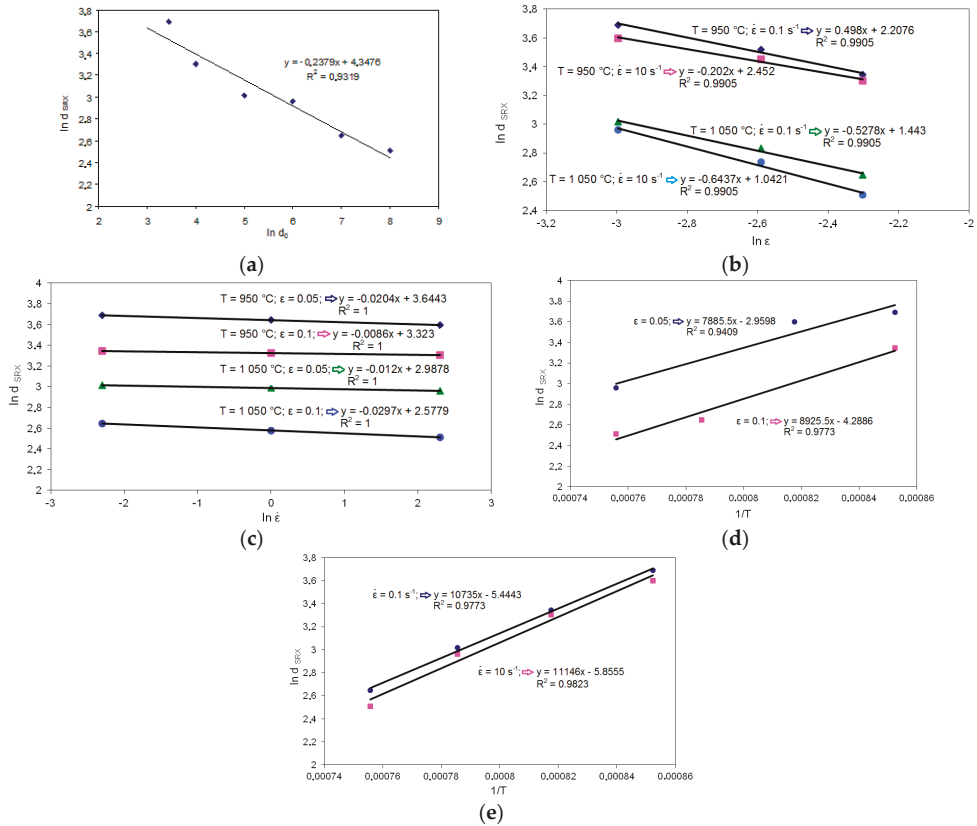 3,8
3,6
3,4
3,2
3
2,8
2,6
2,4
2,2
2
ln d SRX
y = -0,2379x + 4,3476
R² = 0,9319
2 3 4 5 6 7 8 9
ln d₀
(a)
3,8
3,6
3,4
3,2
3
2,8
2,6
2,4
ln d SRX
T = 950 °C; ε̇ = 0.1 s⁻¹ ⇨ y = 0.498x + 2.2076
R² = 0.9905
T = 950 °C; ε̇ = 10 s⁻¹ ⇨ y = -0.202x + 2.452
R² = 0.9905
T = 1 050 °C; ε̇ = 0.1 s⁻¹ ⇨ y = -0.5278x + 1.443
R² = 0.9905
T = 1 050 °C; ε̇ = 10 s⁻¹ ⇨ y = -0.6437x + 1.0421
R² = 0.9905
-3,2 -3 -2,8 -2,6 -2,4 -2,2 -2
ln ε
(b)
4
3,8
3,6
3,4
3,2
3
2,8
2,6
2,4
2,2
2
ln d SRX
T = 950 °C; ε = 0.05; ⇨ y = -0.0204x + 3.6443
R² = 1
T = 950 °C; ε = 0.1; ⇨ y = -0.0086x + 3.323
R² = 1
T = 1 050 °C; ε = 0.05; ⇨ y = -0.012x + 2.9878
R² = 1
T = 1 050 °C; ε = 0.1; ⇨ y = -0.0297x + 2.5779
R² = 1
-3 -2 -1 0 1 2 3
ln ε̇
(c)
4
3,8
3,6
3,4
3,2
3
2,8
2,6
2,4
2,2
2
ln d SRX
ε = 0.05; ⇨ y = 7885.5x - 2.9598
R² = 0.9409
ε = 0.1; ⇨ y = 8925.5x - 4.2886
R² = 0.9773
0.00074 0.00076 0.00078 0.0008 0.00082 0.00084 0.00086
1/T
(d)
3,8
3,6
3,4
3,2
3
2,8
2,6
2,4
2,2
2
ln d SRX
ε̇ = 0.1 s⁻¹; ⇨ y = 10735x - 5.4443
R² = 0.9773
ε̇ = 10 s⁻¹; ⇨ y = 11146x - 5.8555
R² = 0.9823
0.00074 0.00076 0.00078 0.0008 0.00082 0.00084 0.00086
1/T
(e)